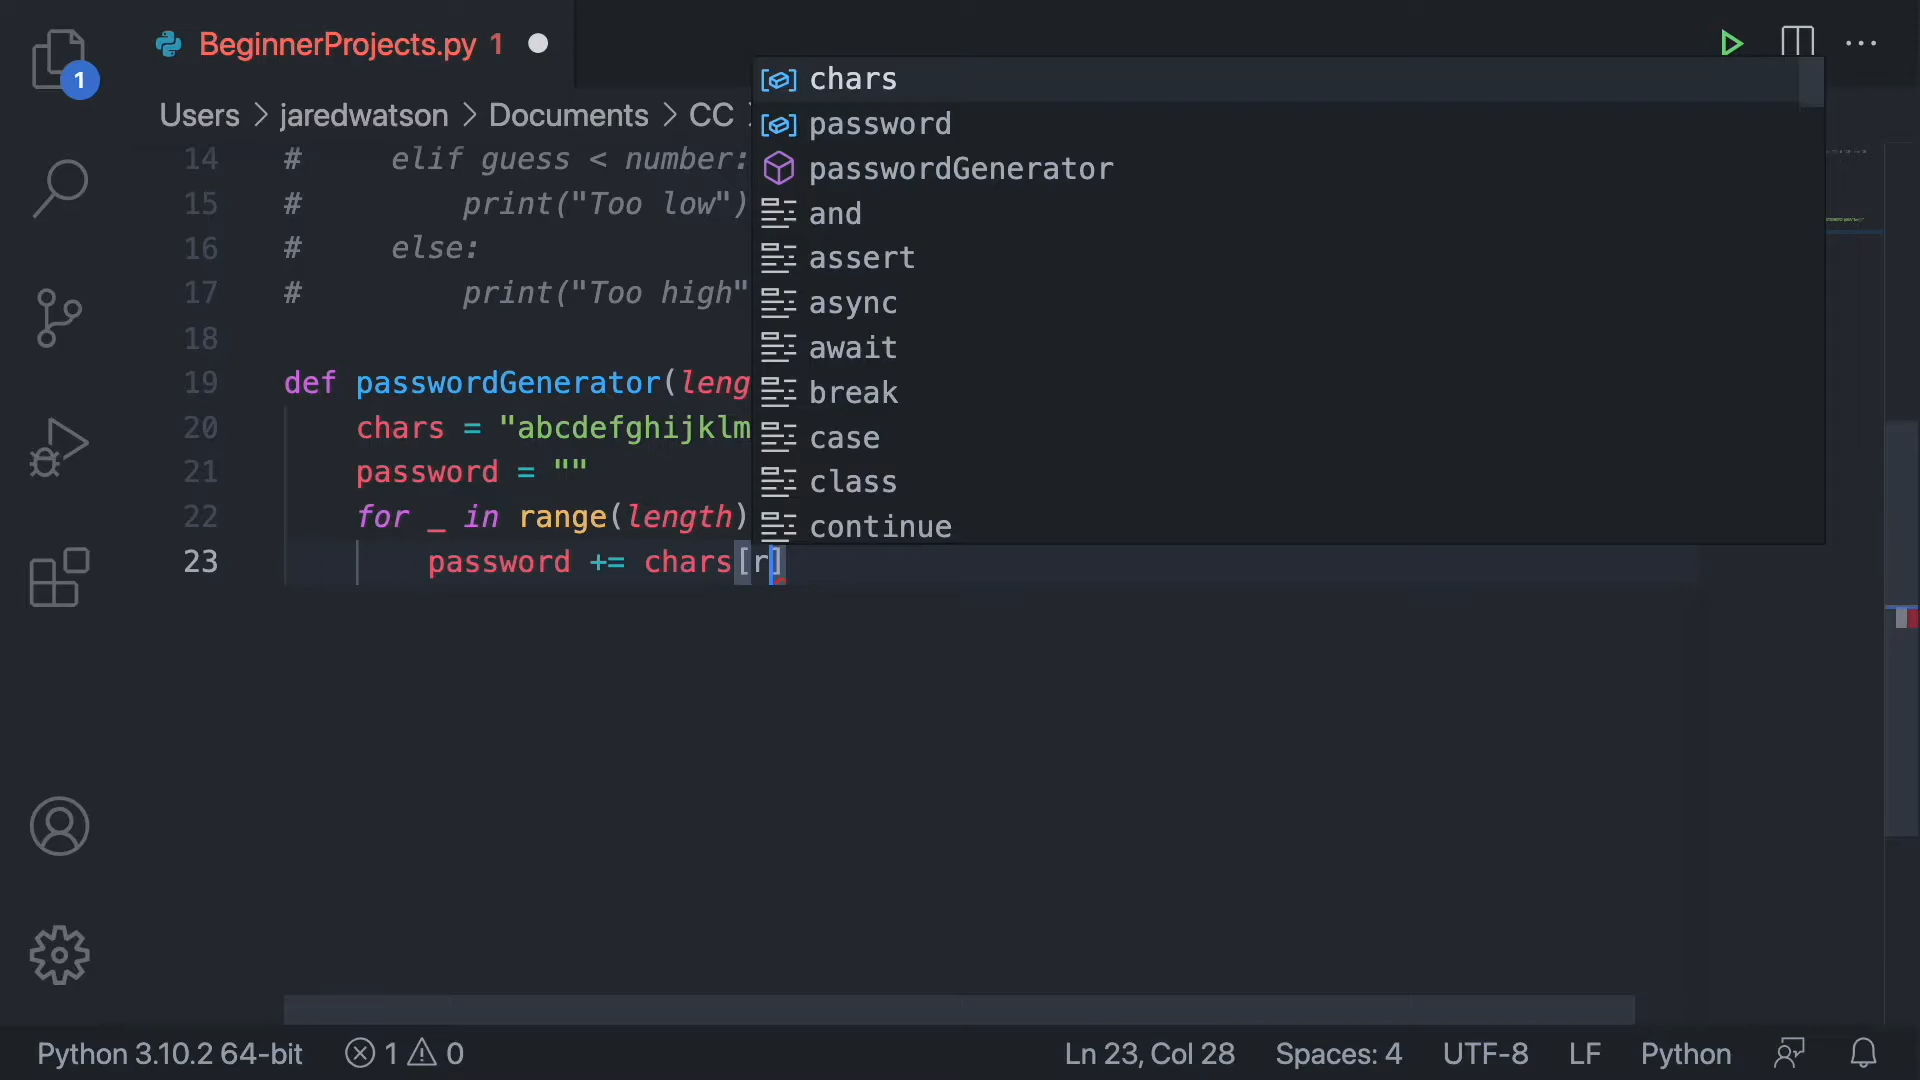 BeginnerProjects.py 1
1
Users > jaredwatson > Documents > CC >
14 # elif guess < number:
15 # print("Too low")
16 # else:
17 # print("Too high"
18
19 def passwordGenerator(leng
20 chars = "abcdefghijklm
21 password = ""
22 for _ in range(length)
23 password += chars[r]
chars
password
passwordGenerator
and
assert
async
await
break
case
class
continue
Python 3.10.2 64-bit 1 0 Ln 23, Col 28 Spaces: 4 UTF-8 LF Python